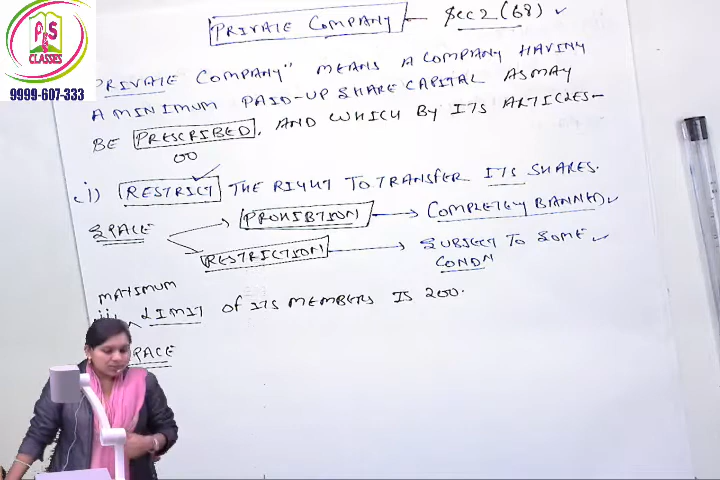 PRIVATE COMPANY — Sec 2 (68) ✓
PS
CLASSES
9999-607-333
PRIVATE COMPANY" MEANS A COMPANY HAVING
A MINIMUM PAID-UP SHARE CAPITAL AS MAY
BE PRESCRIBED, AND WHICH BY ITS ARTICLES—
i) RESTRICT THE RIGHT TO TRANSFER ITS SHARES.
SPACE
PROHIBTION → COMPLETELY BANNED ✓
RESTRICTION → SUBJECT TO SOME ✓
CONDN
MAXIMUM
LIMIT OF ITS MEMBERS IS 200.
SPACE